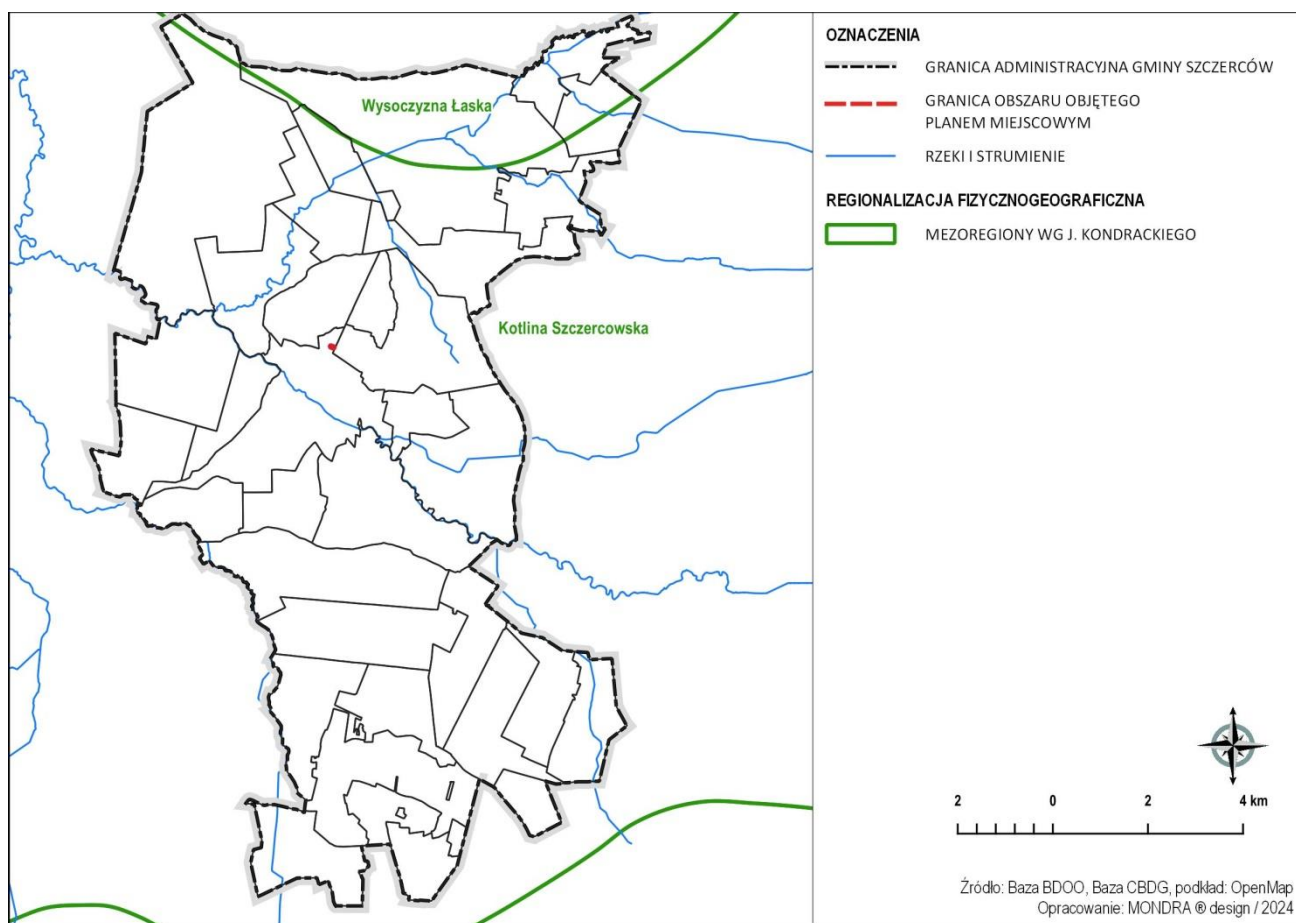 Wysoczyzna Łaska
Kotlina Szczercowska
OZNACZENIA
GRANICA ADMINISTRACYJNA GMINY SZCZERCÓW
GRANICA OBSZARU OBJĘTEGO
PLANEM MIEJSCOWYM
RZEKI I STRUMIENIE
REGIONALIZACJA FIZYCZNOGEOGRAFICZNA
MEZOREGIONY WG J. KONDRACKIEGO
2 0 2 4 km
Źródło: Baza BDOO, Baza CBDG, podkład: OpenMap
Opracowanie: MONDRA ® design / 2024